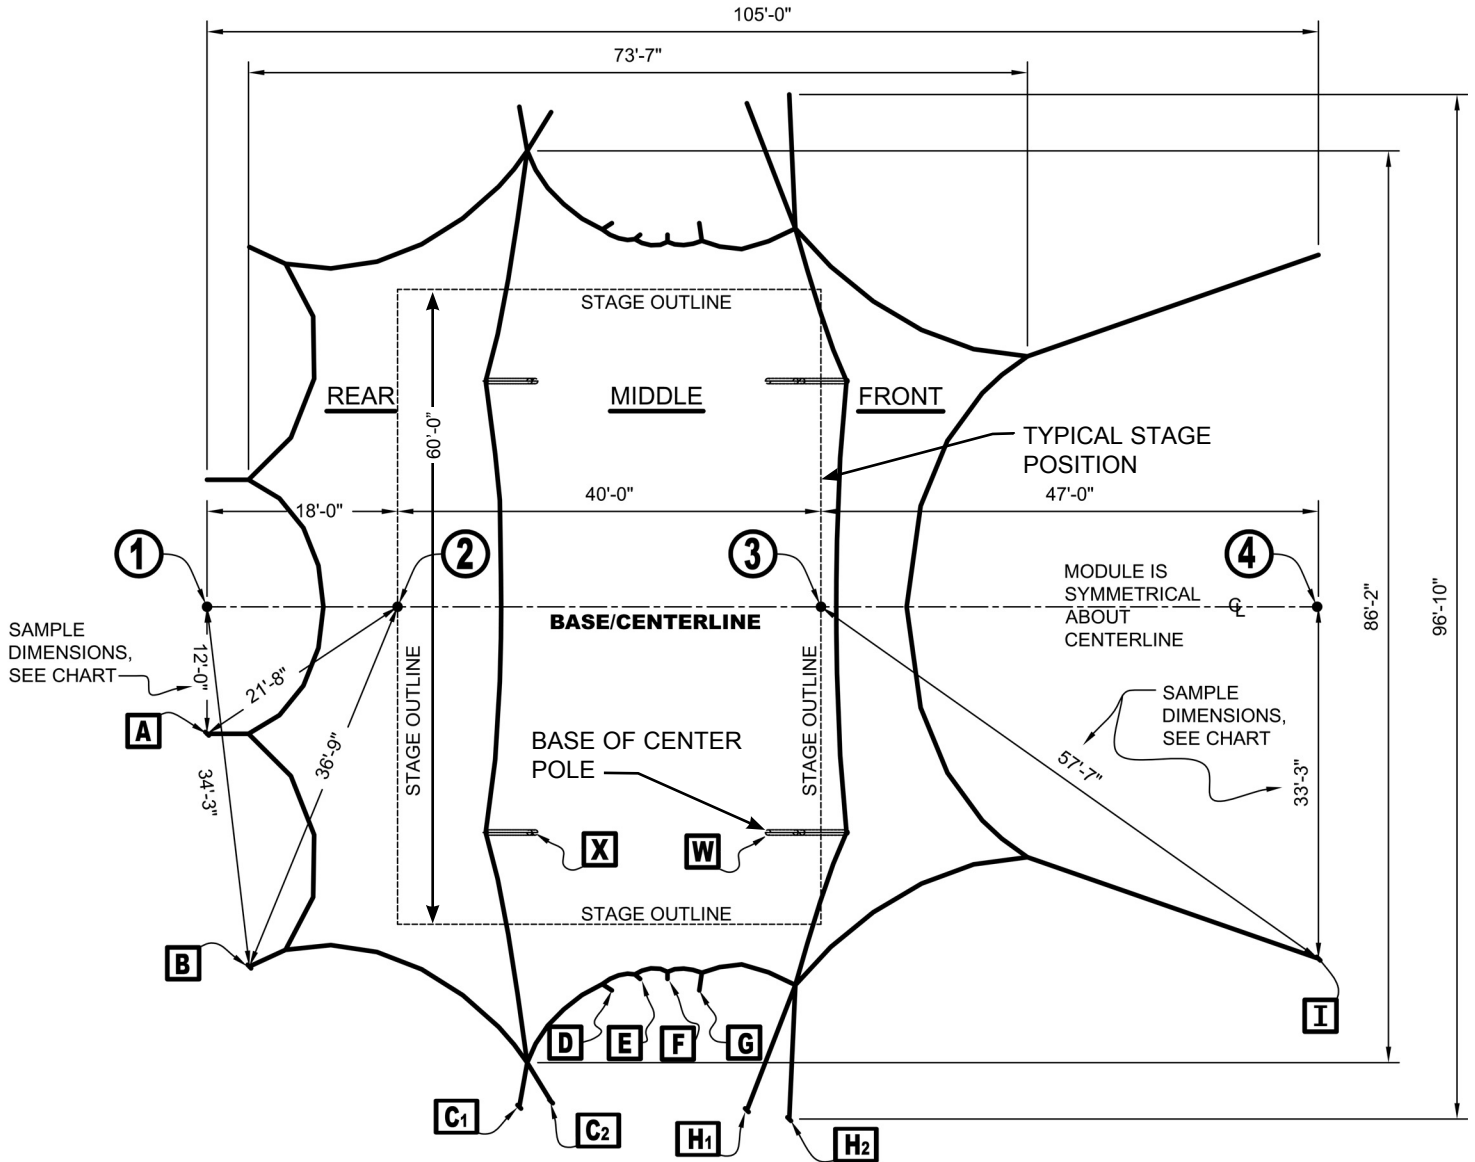 105'-0"
73'-7"
STAGE OUTLINE
REAR
MIDDLE
FRONT
60'-0"
TYPICAL STAGE
POSITION
18'-0"
40'-0"
47'-0"
1
2
3
4
BASE/CENTERLINE
MODULE IS
SYMMETRICAL
ABOUT
CENTERLINE
CL
86'-2"
96'-10"
SAMPLE
DIMENSIONS,
SEE CHART
12'-0"
21'-8"
A
34'-3"
36'-9"
STAGE OUTLINE
BASE OF CENTER
POLE
STAGE OUTLINE
SAMPLE
DIMENSIONS,
SEE CHART
57'-7"
33'-3"
X
W
STAGE OUTLINE
B
D
E
F
G
I
C1
C2
H1
H2